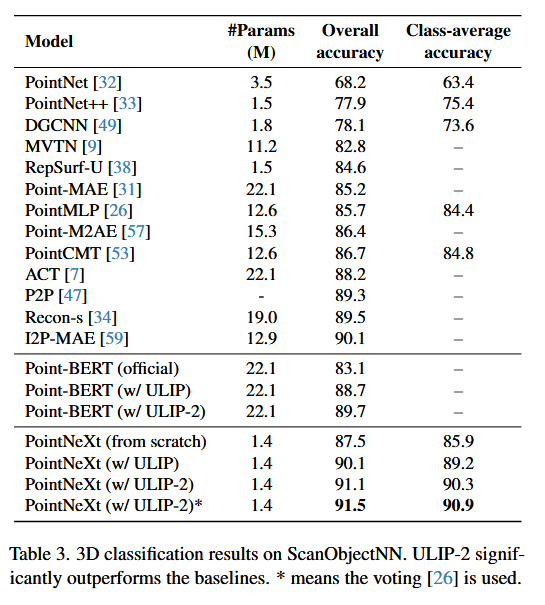 Model #Params (M) Overall accuracy Class-average accuracy
PointNet [32] 3.5 68.2 63.4
PointNet++ [33] 1.5 77.9 75.4
DGCNN [49] 1.8 78.1 73.6
MVTN [9] 11.2 82.8 –
RepSurf-U [38] 1.5 84.6 –
Point-MAE [31] 22.1 85.2 –
PointMLP [26] 12.6 85.7 84.4
Point-M2AE [57] 15.3 86.4 –
PointCMT [53] 12.6 86.7 84.8
ACT [7] 22.1 88.2 –
P2P [47] - 89.3 –
Recon-s [34] 19.0 89.5 –
I2P-MAE [59] 12.9 90.1 –
Point-BERT (official) 22.1 83.1 –
Point-BERT (w/ ULIP) 22.1 88.7 –
Point-BERT (w/ ULIP-2) 22.1 89.7 –
PointNeXt (from scratch) 1.4 87.5 85.9
PointNeXt (w/ ULIP) 1.4 90.1 89.2
PointNeXt (w/ ULIP-2) 1.4 91.1 90.3
PointNeXt (w/ ULIP-2)* 1.4 91.5 90.9
Table 3. 3D classification results on ScanObjectNN. ULIP-2 signif-
icantly outperforms the baselines. * means the voting [26] is used.